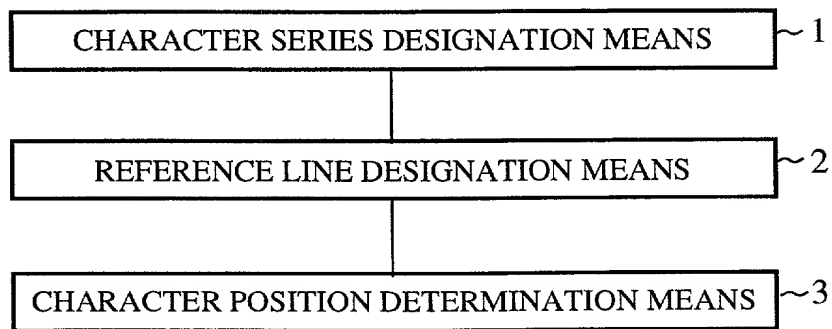 CHARACTER SERIES DESIGNATION MEANS ~1
REFERENCE LINE DESIGNATION MEANS ~2
CHARACTER POSITION DETERMINATION MEANS ~3